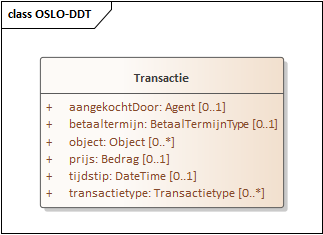 class OSLO-DDT
Transactie
+ aangekochtDoor: Agent [0..1]
+ betaaltermijn: BetaalTermijnType [0..1]
+ object: Object [0..*]
+ prijs: Bedrag [0..1]
+ tijdstip: DateTime [0..1]
+ transactietype: Transactietype [0..*]